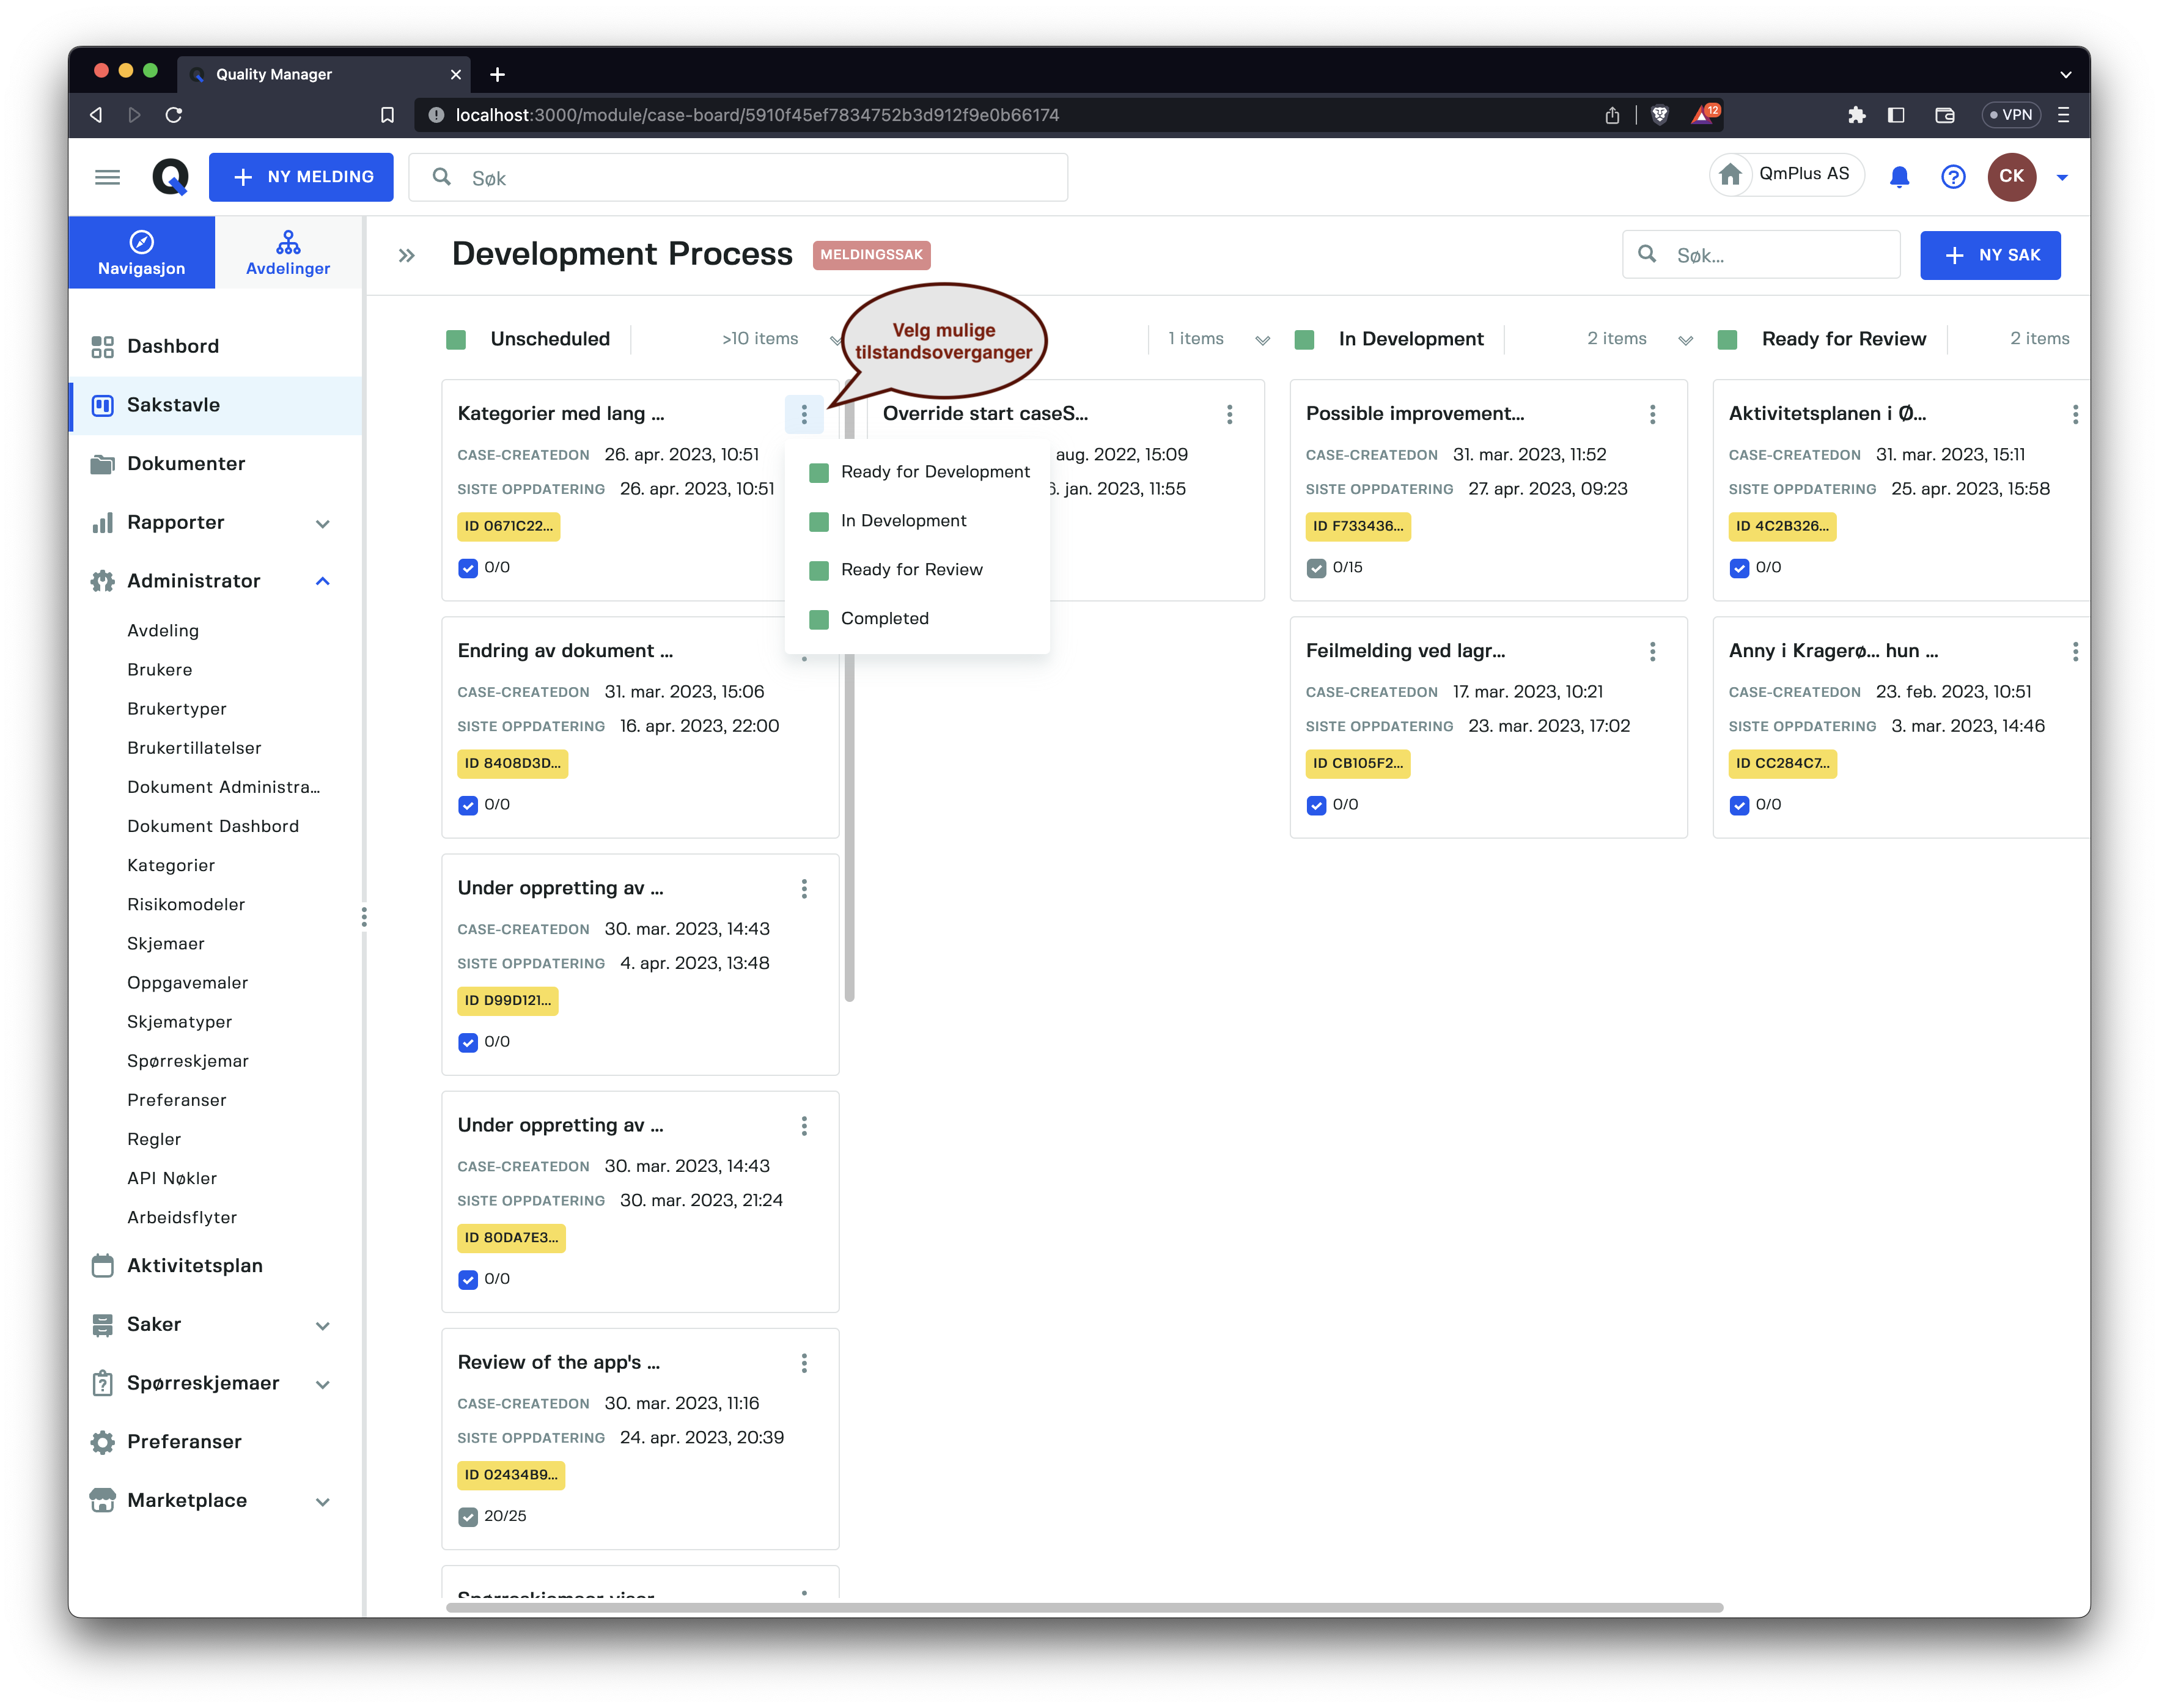 Quality Manager
localhost:3000/module/case-board/5910f45ef7834752b3d912f9e0b66174
12
VPN
NY MELDING
Søk
QmPlus AS
CK
Navigasjon
Avdelinger
Dashbord
Sakstavle
Dokumenter
Rapporter
Administrator
Avdeling
Brukere
Brukertyper
Brukertillatelser
Dokument Administra...
Dokument Dashbord
Kategorier
Risikomodeler
Skjemaer
Oppgavemaler
Skjematyper
Spørreskjemar
Preferanser
Regler
API Nøkler
Arbeidsflyter
Aktivitetsplan
Saker
Spørreskjemaer
Preferanser
Marketplace
Development Process
MELDINGSSAK
Søk...
NY SAK
Velg mulige
tilstandsoverganger
Unscheduled
>10 items
Kategorier med lang ...
CASE-CREATEDON 26. apr. 2023, 10:51
SISTE OPPDATERING 26. apr. 2023, 10:51
ID 0671C22...
0/0
Ready for Development
In Development
Ready for Review
Completed
Endring av dokument ...
CASE-CREATEDON 31. mar. 2023, 15:06
SISTE OPPDATERING 16. apr. 2023, 22:00
ID 8408D3D...
0/0
Under oppretting av ...
CASE-CREATEDON 30. mar. 2023, 14:43
SISTE OPPDATERING 4. apr. 2023, 13:48
ID D99D121...
0/0
Under oppretting av ...
CASE-CREATEDON 30. mar. 2023, 14:43
SISTE OPPDATERING 30. mar. 2023, 21:24
ID 80DA7E3...
0/0
Review of the app's ...
CASE-CREATEDON 30. mar. 2023, 11:16
SISTE OPPDATERING 24. apr. 2023, 20:39
ID 02434B9...
20/25
Spørreskjemaer viser
1 items
Override start caseS...
aug. 2022, 15:09
6. jan. 2023, 11:55
In Development
2 items
Possible improvement...
CASE-CREATEDON 31. mar. 2023, 11:52
SISTE OPPDATERING 27. apr. 2023, 09:23
ID F733436...
0/15
Feilmelding ved lagr...
CASE-CREATEDON 17. mar. 2023, 10:21
SISTE OPPDATERING 23. mar. 2023, 17:02
ID CB105F2...
0/0
Ready for Review
2 items
Aktivitetsplanen i Ø...
CASE-CREATEDON 31. mar. 2023, 15:11
SISTE OPPDATERING 25. apr. 2023, 15:58
ID 4C2B326...
0/0
Anny i Kragerø... hun ...
CASE-CREATEDON 23. feb. 2023, 10:51
SISTE OPPDATERING 3. mar. 2023, 14:46
ID CC284C7...
0/0